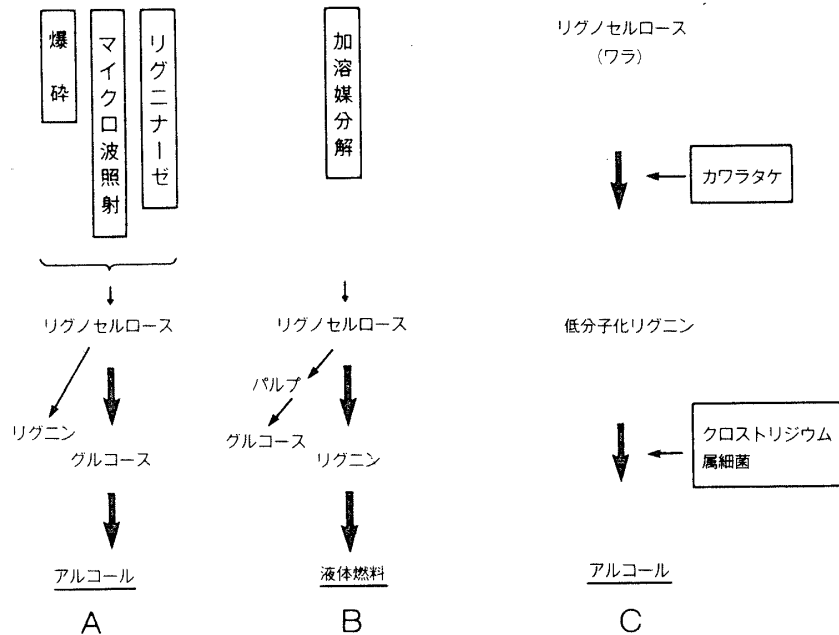 爆砕
マイクロ波照射
リグニナーゼ
リグノセルロース
リグニン
グルコース
アルコール
A
加溶媒分解
リグノセルロース
パルプ
グルコース
リグニン
液体燃料
B
リグノセルロース
(ワラ)
カワラタケ
低分子化リグニン
クロストリジウム
属細菌
アルコール
C